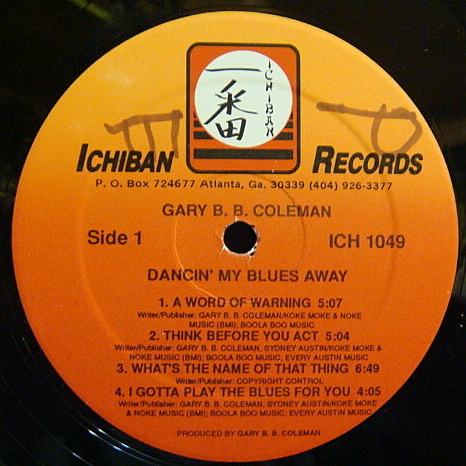 一番
ICHIBAN
ICHIBAN RECORDS
P. O. Box 724677 Atlanta, Ga. 30339 (404) 926-3377
GARY B. B. COLEMAN
Side 1 ICH 1049
DANCIN' MY BLUES AWAY
1. A WORD OF WARNING 5:07
Writer/Publisher: GARY B. B. COLEMAN/KOKE MOKE & NOKE
MUSIC (BMI); BOOLA BOO MUSIC
2. THINK BEFORE YOU ACT 5:04
Writer/Publisher: GARY B. B. COLEMAN, SYDNEY AUSTIN/KOKE MOKE &
NOKE MUSIC (BMI); BOOLA BOO MUSIC; EVERY AUSTIN MUSIC
3. WHAT'S THE NAME OF THAT THING 6:49
Writer/Publisher: COPYRIGHT CONTROL
4. I GOTTA PLAY THE BLUES FOR YOU 4:05
Writer/Publisher: GARY B. B. COLEMAN, SYDNEY AUSTIN/KOKE MOKE
& NOKE MUSIC (BMI); BOOLA BOO MUSIC; EVERY AUSTIN MUSIC
PRODUCED BY GARY B. B. COLEMAN